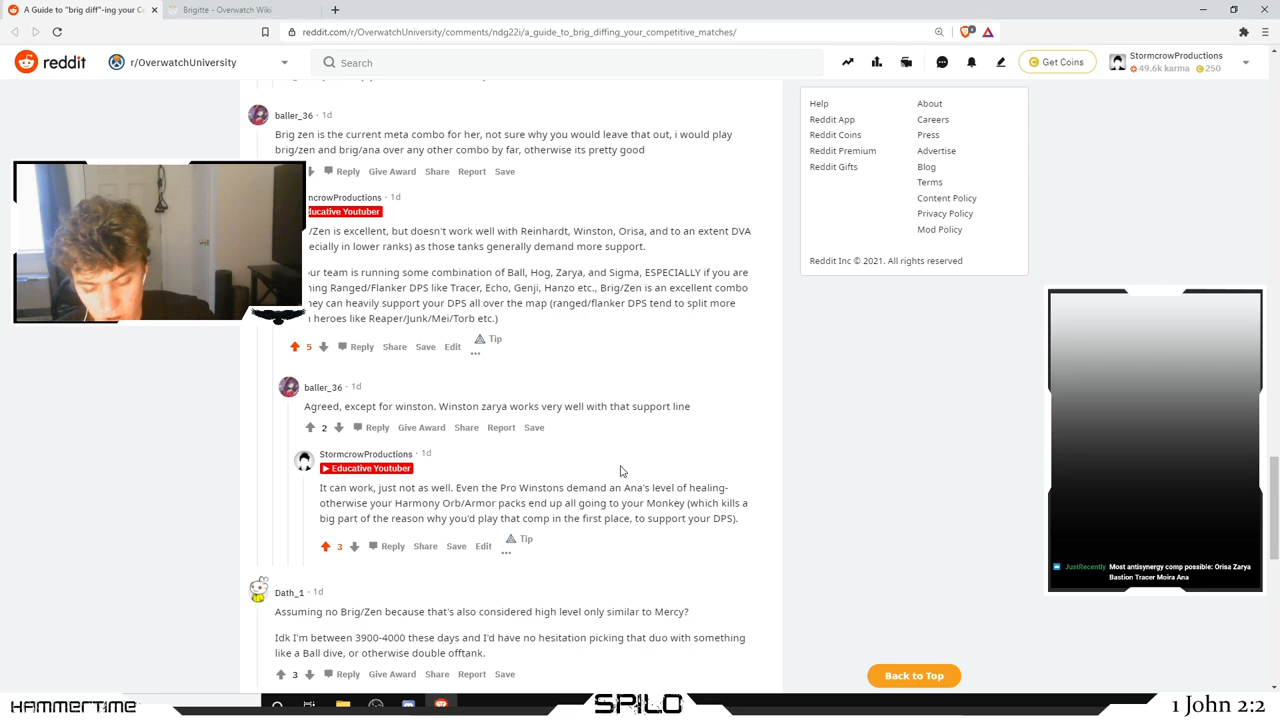 A Guide to "brig diff"-ing your C
Brigitte - Overwatch Wiki
reddit.com/r/OverwatchUniversity/comments/ndg22i/a_guide_to_brig_diffing_your_competitive_matches/
reddit
r/OverwatchUniversity
Search
Get Coins
StormcrowProductions
49.6k karma 250
baller_36 · 1d
Brig zen is the current meta combo for her, not sure why you would leave that out, i would play
brig/zen and brig/ana over any other combo by far, otherwise its pretty good
Reply Give Award Share Report Save
ncrowProductions · 1d
ducative Youtuber
/Zen is excellent, but doesn't work well with Reinhardt, Winston, Orisa, and to an extent DVA
ecially in lower ranks) as those tanks generally demand more support.
ur team is running some combination of Ball, Hog, Zarya, and Sigma, ESPECIALLY if you are
ning Ranged/Flanker DPS like Tracer, Echo, Genji, Hanzo etc., Brig/Zen is an excellent combo
hey can heavily support your DPS all over the map (ranged/flanker DPS tend to split more
heroes like Reaper/Junk/Mei/Torb etc.)
5 Reply Share Save Edit Tip
baller_36 · 1d
Agreed, except for winston. Winston zarya works very well with that support line
2 Reply Give Award Share Report Save
StormcrowProductions · 1d
Educative Youtuber
It can work, just not as well. Even the Pro Winstons demand an Ana's level of healing-
otherwise your Harmony Orb/Armor packs end up all going to your Monkey (which kills a
big part of the reason why you'd play that comp in the first place, to support your DPS).
3 Reply Share Save Edit Tip
Dath_1 · 1d
Assuming no Brig/Zen because that's also considered high level only similar to Mercy?
Idk I'm between 3900-4000 these days and I'd have no hesitation picking that duo with something
like a Ball dive, or otherwise double offtank.
3 Reply Give Award Share Report Save
Help About
Reddit App Careers
Reddit Coins Press
Reddit Premium Advertise
Reddit Gifts Blog
Terms
Content Policy
Privacy Policy
Mod Policy
Reddit Inc © 2021. All rights reserved
JustRecently Most antisynergy comp possible: Orisa Zarya
Bastion Tracer Moira Ana
Back to Top
HAMMERTIME
SPILO
1 John 2:2